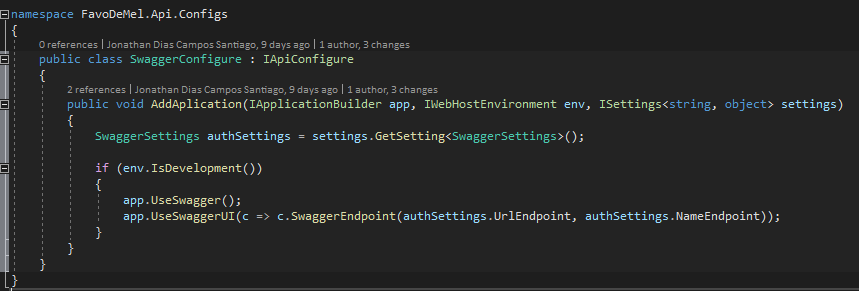 namespace FavoDeMel.Api.Configs
{
0 references | Jonathan Dias Campos Santiago, 9 days ago | 1 author, 3 changes
public class SwaggerConfigure : IApiConfigure
{
2 references | Jonathan Dias Campos Santiago, 9 days ago | 1 author, 3 changes
public void AddAplication(IApplicationBuilder app, IWebHostEnvironment env, ISettings<string, object> settings)
{
SwaggerSettings authSettings = settings.GetSetting<SwaggerSettings>();
if (env.IsDevelopment())
{
app.UseSwagger();
app.UseSwaggerUI(c => c.SwaggerEndpoint(authSettings.UrlEndpoint, authSettings.NameEndpoint));
}
}
}
}